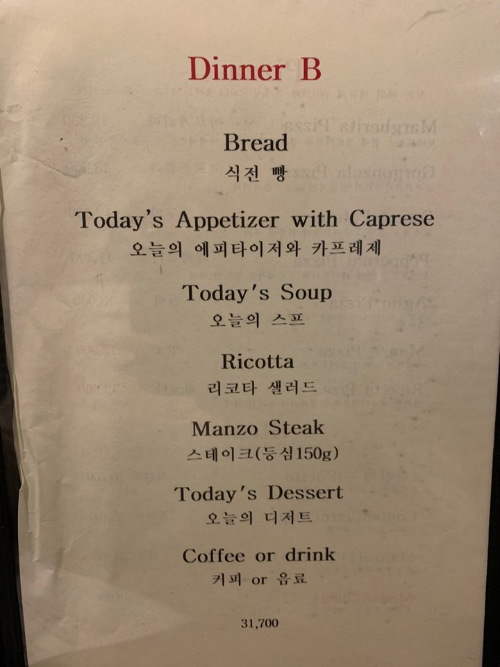 Dinner B
Bread
식전 빵
Today's Appetizer with Caprese
오늘의 에피타이저와 카프레제
Today's Soup
오늘의 스프
Ricotta
리코타 샐러드
Manzo Steak
스테이크(등심150g)
Today's Dessert
오늘의 디저트
Coffee or drink
커피 or 음료
31,700